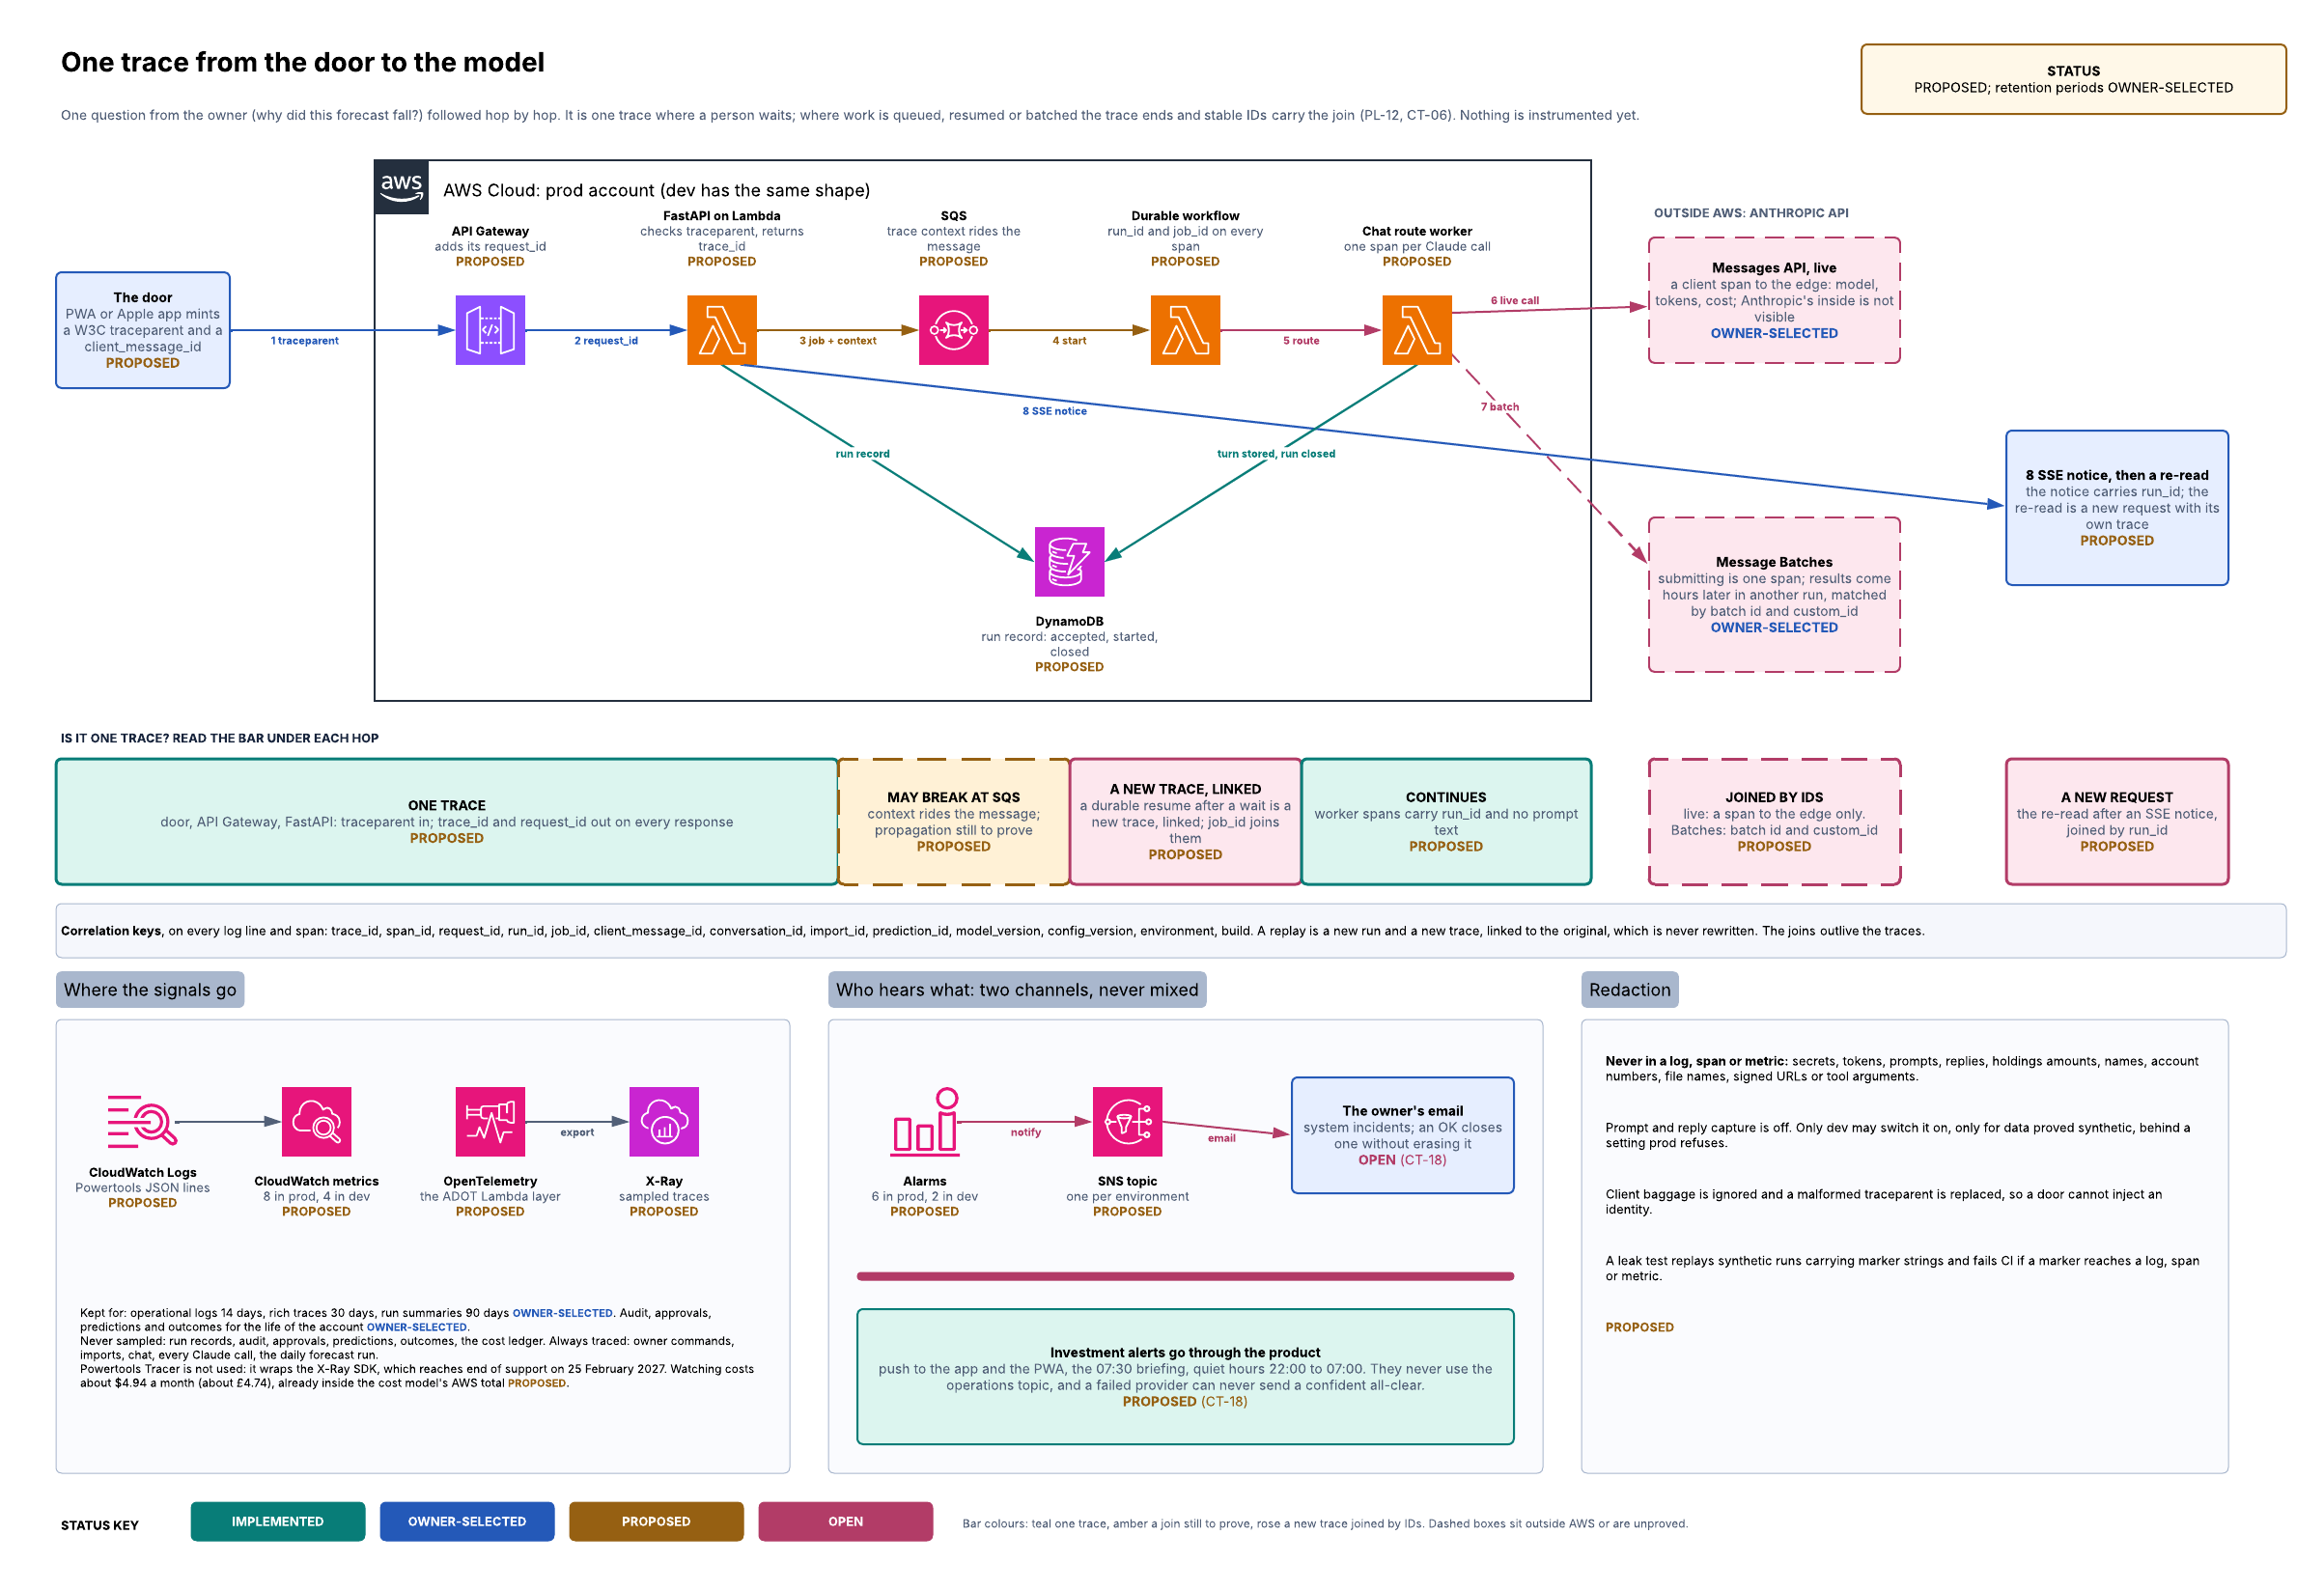 One trace from the door to the model
STATUS
PROPOSED; retention periods OWNER-SELECTED
One question from the owner (why did this forecast fall?) followed hop by hop. It is one trace where a person waits; where work is queued, resumed or batched the trace ends and stable IDs carry the join (PL-12, CT-06). Nothing is instrumented yet.
aws
AWS Cloud: prod account (dev has the same shape)
The door
PWA or Apple app mints
a W3C traceparent and a
client_message_id
PROPOSED
1 traceparent
API Gateway
adds its request_id
PROPOSED
2 request_id
FastAPI on Lambda
checks traceparent, returns
trace_id
PROPOSED
3 job + context
SQS
trace context rides the
message
PROPOSED
4 start
Durable workflow
run_id and job_id on every
span
PROPOSED
5 route
Chat route worker
one span per Claude call
PROPOSED
6 live call
7 batch
8 SSE notice
run record
turn stored, run closed
DynamoDB
run record: accepted, started,
closed
PROPOSED
OUTSIDE AWS: ANTHROPIC API
Messages API, live
a client span to the edge: model,
tokens, cost; Anthropic's inside is not
visible
OWNER-SELECTED
Message Batches
submitting is one span; results come
hours later in another run, matched
by batch id and custom_id
OWNER-SELECTED
8 SSE notice, then a re-read
the notice carries run_id; the
re-read is a new request with its
own trace
PROPOSED
IS IT ONE TRACE? READ THE BAR UNDER EACH HOP
ONE TRACE
door, API Gateway, FastAPI: traceparent in; trace_id and request_id out on every response
PROPOSED
MAY BREAK AT SQS
context rides the message;
propagation still to prove
PROPOSED
A NEW TRACE, LINKED
a durable resume after a wait is a
new trace, linked; job_id joins
them
PROPOSED
CONTINUES
worker spans carry run_id and no prompt
text
PROPOSED
JOINED BY IDS
live: a span to the edge only.
Batches: batch id and custom_id
PROPOSED
A NEW REQUEST
the re-read after an SSE notice,
joined by run_id
PROPOSED
Correlation keys, on every log line and span: trace_id, span_id, request_id, run_id, job_id, client_message_id, conversation_id, import_id, prediction_id, model_version, config_version, environment, build. A replay is a new run and a new trace, linked to the original, which is never rewritten. The joins outlive the traces.
Where the signals go
CloudWatch Logs
Powertools JSON lines
PROPOSED
CloudWatch metrics
8 in prod, 4 in dev
PROPOSED
OpenTelemetry
the ADOT Lambda layer
PROPOSED
export
X-Ray
sampled traces
PROPOSED
Kept for: operational logs 14 days, rich traces 30 days, run summaries 90 days OWNER-SELECTED. Audit, approvals,
predictions and outcomes for the life of the account OWNER-SELECTED.
Never sampled: run records, audit, approvals, predictions, outcomes, the cost ledger. Always traced: owner commands,
imports, chat, every Claude call, the daily forecast run.
Powertools Tracer is not used: it wraps the X-Ray SDK, which reaches end of support on 25 February 2027. Watching costs
about $4.94 a month (about £4.74), already inside the cost model's AWS total PROPOSED.
Who hears what: two channels, never mixed
Alarms
6 in prod, 2 in dev
PROPOSED
notify
SNS topic
one per environment
PROPOSED
email
The owner's email
system incidents; an OK closes
one without erasing it
OPEN (CT-18)
Investment alerts go through the product
push to the app and the PWA, the 07:30 briefing, quiet hours 22:00 to 07:00. They never use the
operations topic, and a failed provider can never send a confident all-clear.
PROPOSED (CT-18)
Redaction
Never in a log, span or metric: secrets, tokens, prompts, replies, holdings amounts, names, account
numbers, file names, signed URLs or tool arguments.
Prompt and reply capture is off. Only dev may switch it on, only for data proved synthetic, behind a
setting prod refuses.
Client baggage is ignored and a malformed traceparent is replaced, so a door cannot inject an
identity.
A leak test replays synthetic runs carrying marker strings and fails CI if a marker reaches a log, span
or metric.
PROPOSED
STATUS KEY
IMPLEMENTED
OWNER-SELECTED
PROPOSED
OPEN
Bar colours: teal one trace, amber a join still to prove, rose a new trace joined by IDs. Dashed boxes sit outside AWS or are unproved.